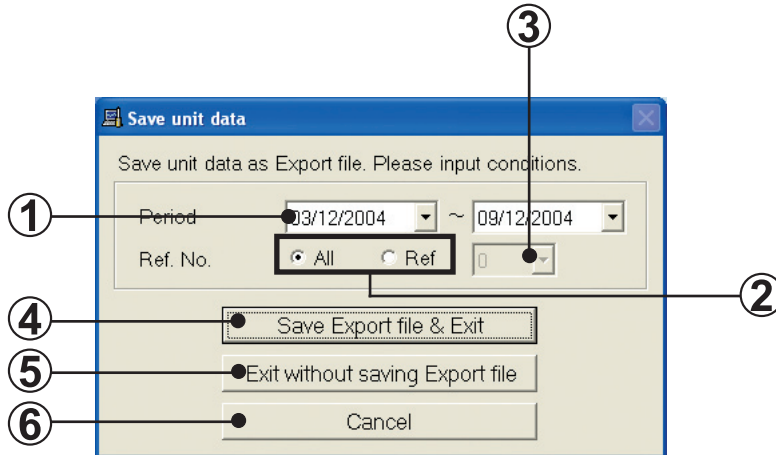 ③
Save unit data
Save unit data as Export file. Please input conditions.
① Period 03/12/2004 ~ 09/12/2004
Ref. No. All Ref 0
②
④ Save Export file & Exit
⑤ Exit without saving Export file
⑥ Cancel